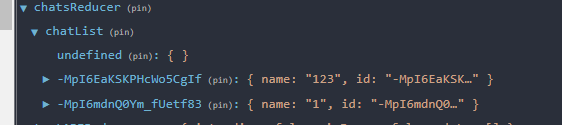 ▼ chatsReducer (pin)
▼ chatList (pin)
undefined (pin): { }
▶ -MpI6EaKSKPHcWo5CgIf (pin): { name: "123", id: "-MpI6EaKSK…" }
▶ -MpI6mdnQ0Ym_fUetf83 (pin): { name: "1", id: "-MpI6mdnQ0…" }